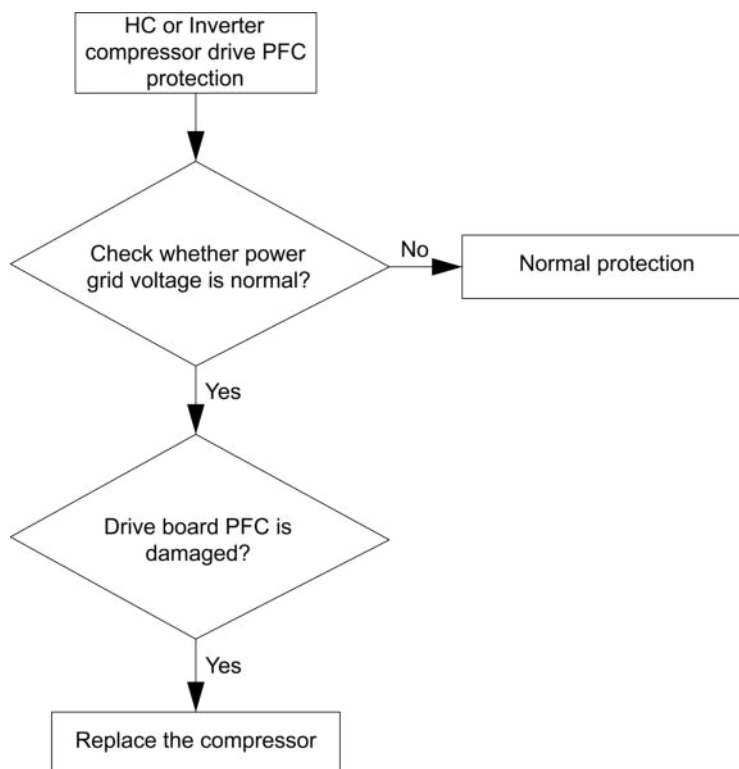 HC or Inverter
compressor drive PFC
protection
Check whether power
grid voltage is normal?
No
Normal protection
Yes
Drive board PFC is
damaged?
Yes
Replace the compressor